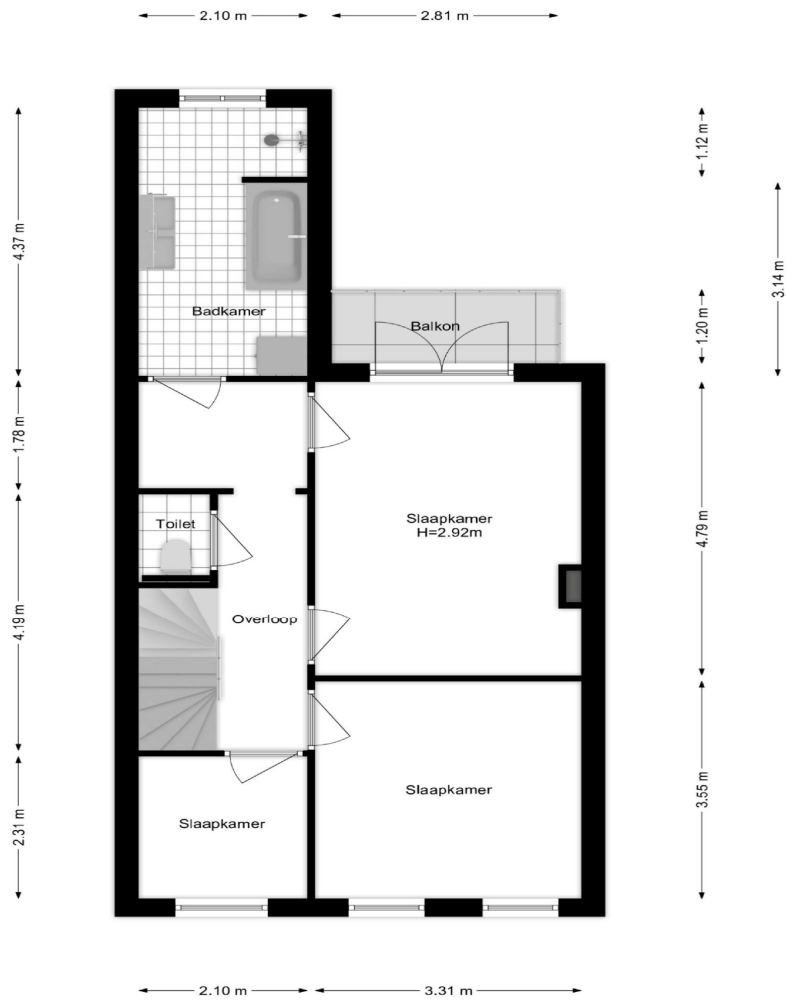 2.10 m
2.81 m
4.37 m
1.12 m
3.14 m
1.20 m
Badkamer
Balkon
1.78 m
Slaapkamer
H=2.92m
4.79 m
Toilet
4.19 m
Overloop
Slaapkamer
3.55 m
Slaapkamer
2.31 m
2.10 m
3.31 m